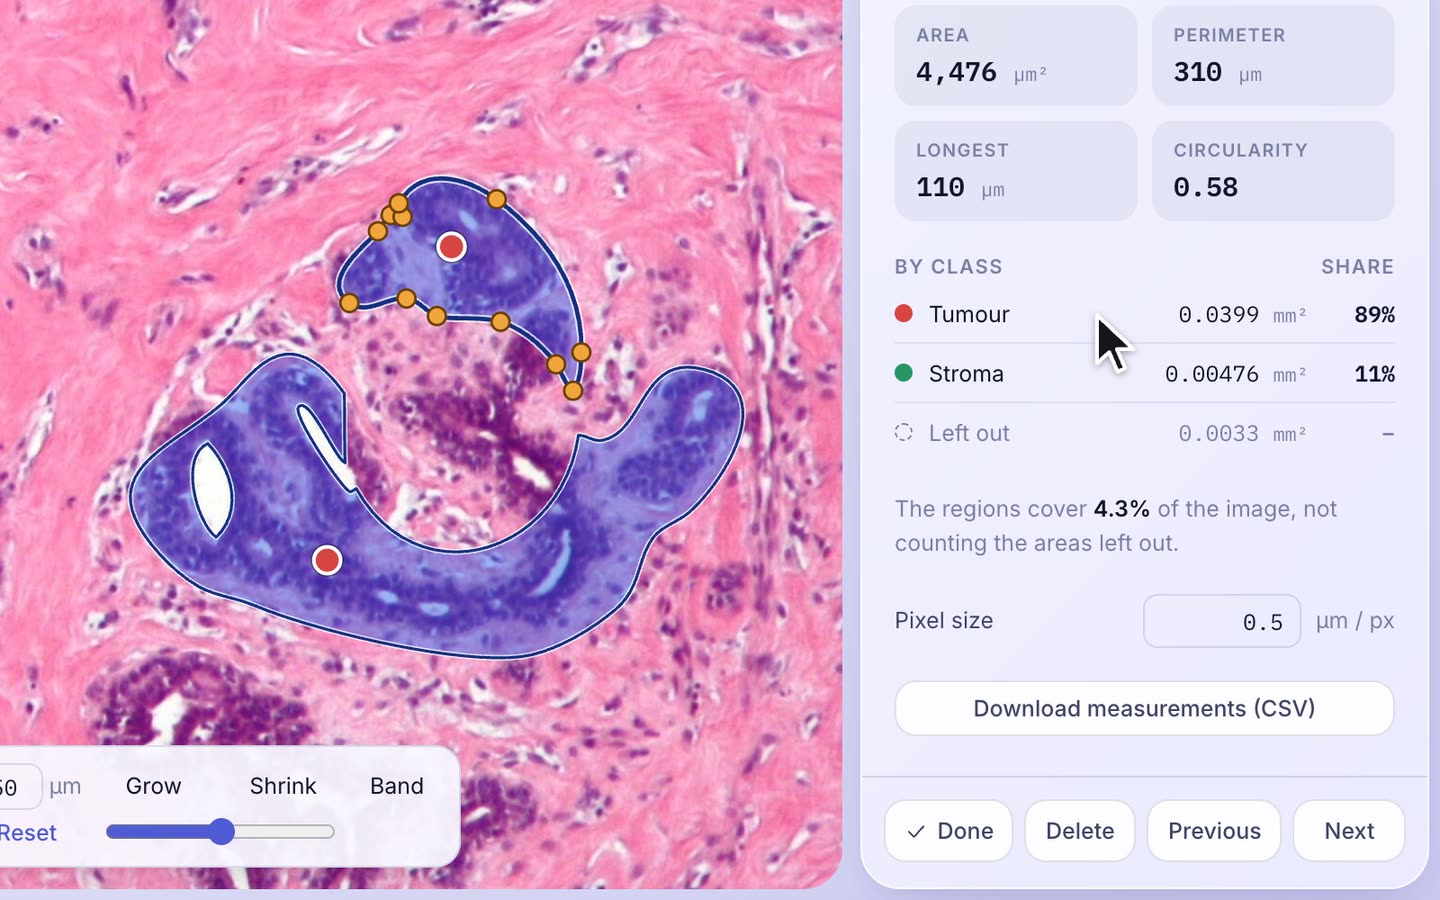 AREA
4,476 µm²
PERIMETER
310 µm
LONGEST
110 µm
CIRCULARITY
0.58
BY CLASS SHARE
Tumour 0.0399 mm² 89%
Stroma 0.00476 mm² 11%
Left out 0.0033 mm² –
The regions cover 4.3% of the image, not
counting the areas left out.
Pixel size 0.5 µm / px
Download measurements (CSV)
µm Grow Shrink Band
Reset
Done Delete Previous Next